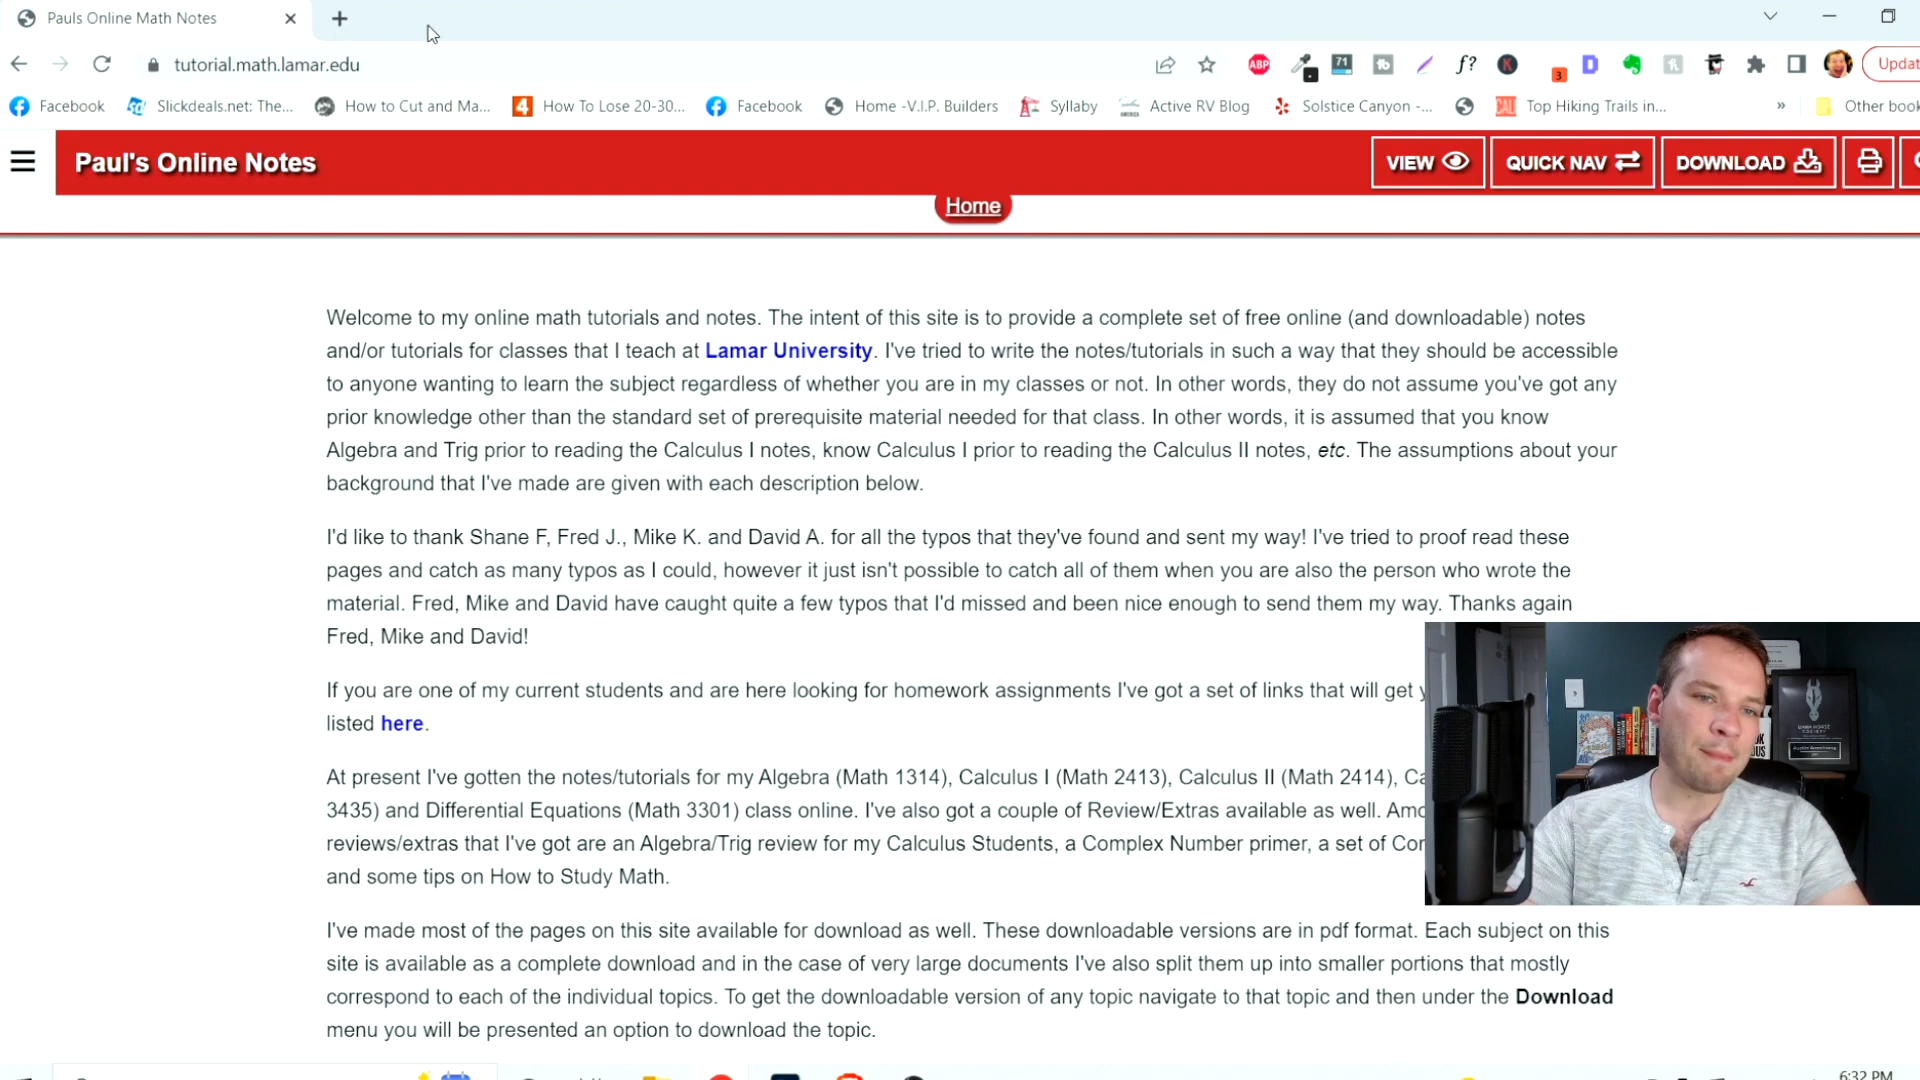 Pauls Online Math Notes
tutorial.math.lamar.edu
ABP
71
f?
K
3
D
Updat
Facebook
Slickdeals.net: The...
How to Cut and Ma...
4
How To Lose 20-30...
Facebook
Home -V.I.P. Builders
Syllaby
Active RV Blog
Solstice Canyon -...
Top Hiking Trails in...
»
Other book
Paul's Online Notes
VIEW
QUICK NAV
DOWNLOAD
Home
Welcome to my online math tutorials and notes. The intent of this site is to provide a complete set of free online (and downloadable) notes
and/or tutorials for classes that I teach at Lamar University. I've tried to write the notes/tutorials in such a way that they should be accessible
to anyone wanting to learn the subject regardless of whether you are in my classes or not. In other words, they do not assume you've got any
prior knowledge other than the standard set of prerequisite material needed for that class. In other words, it is assumed that you know
Algebra and Trig prior to reading the Calculus I notes, know Calculus I prior to reading the Calculus II notes, etc. The assumptions about your
background that I've made are given with each description below.
I'd like to thank Shane F, Fred J., Mike K. and David A. for all the typos that they've found and sent my way! I've tried to proof read these
pages and catch as many typos as I could, however it just isn't possible to catch all of them when you are also the person who wrote the
material. Fred, Mike and David have caught quite a few typos that I'd missed and been nice enough to send them my way. Thanks again
Fred, Mike and David!
If you are one of my current students and are here looking for homework assignments I've got a set of links that will get y
listed here.
At present I've gotten the notes/tutorials for my Algebra (Math 1314), Calculus I (Math 2413), Calculus II (Math 2414), Ca
3435) and Differential Equations (Math 3301) class online. I've also got a couple of Review/Extras available as well. Amo
reviews/extras that I've got are an Algebra/Trig review for my Calculus Students, a Complex Number primer, a set of Cor
and some tips on How to Study Math.
I've made most of the pages on this site available for download as well. These downloadable versions are in pdf format. Each subject on this
site is available as a complete download and in the case of very large documents I've also split them up into smaller portions that mostly
correspond to each of the individual topics. To get the downloadable version of any topic navigate to that topic and then under the Download
menu you will be presented an option to download the topic.
6:32 PM